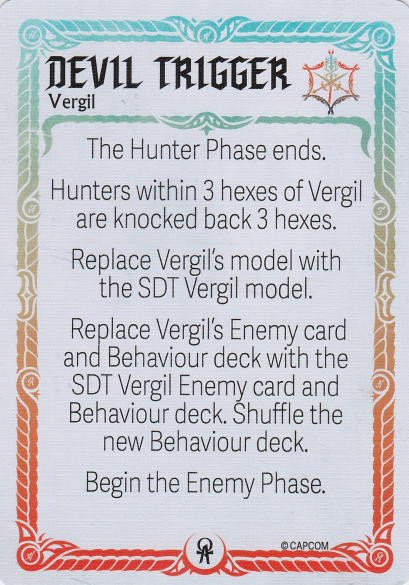 DEVIL TRIGGER
Vergil
The Hunter Phase ends.
Hunters within 3 hexes of Vergil
are knocked back 3 hexes.
Replace Vergil's model with
the SDT Vergil model.
Replace Vergil's Enemy card
and Behaviour deck with the
SDT Vergil Enemy card and
Behaviour deck. Shuffle the
new Behaviour deck.
Begin the Enemy Phase.
© CAPCOM